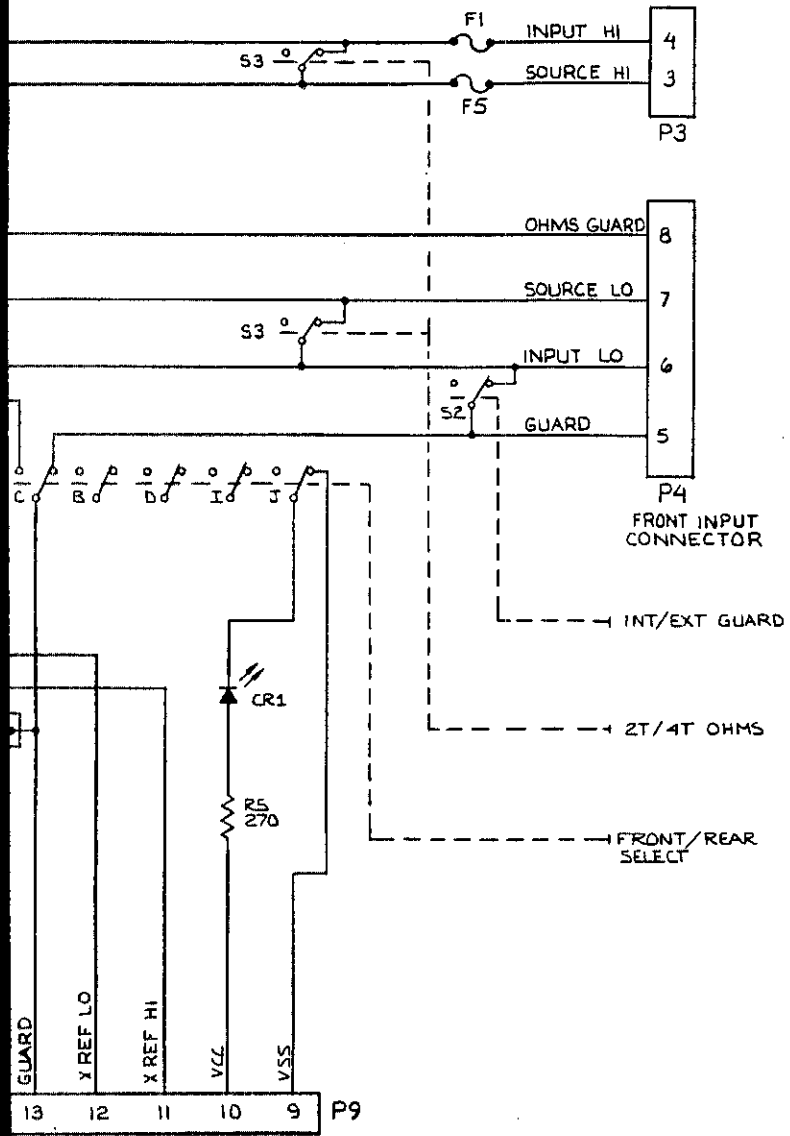 F1
INPUT HI
4
S3
SOURCE HI
3
F5
P3
OHMS GUARD
8
SOURCE LO
7
S3
INPUT LO
6
S2
GUARD
5
C B D I J
P4
FRONT INPUT
CONNECTOR
INT/EXT GUARD
CR1
2T/4T OHMS
R5
270
FRONT/REAR
SELECT
GUARD
X REF LO
X REF HI
VCC
VSS
13 12 11 10 9 P9